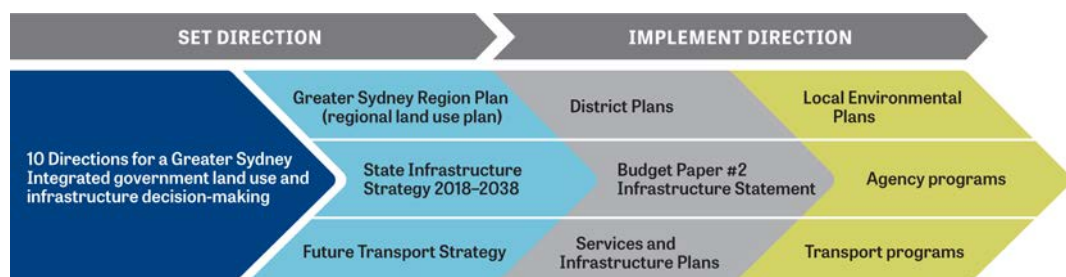 SET DIRECTION
IMPLEMENT DIRECTION
10 Directions for a Greater Sydney
Integrated government land use and
infrastructure decision-making
Greater Sydney Region Plan
(regional land use plan)
District Plans
Local Environmental
Plans
State Infrastructure
Strategy 2018–2038
Budget Paper #2
Infrastructure Statement
Agency programs
Future Transport Strategy
Services and
Infrastructure Plans
Transport programs